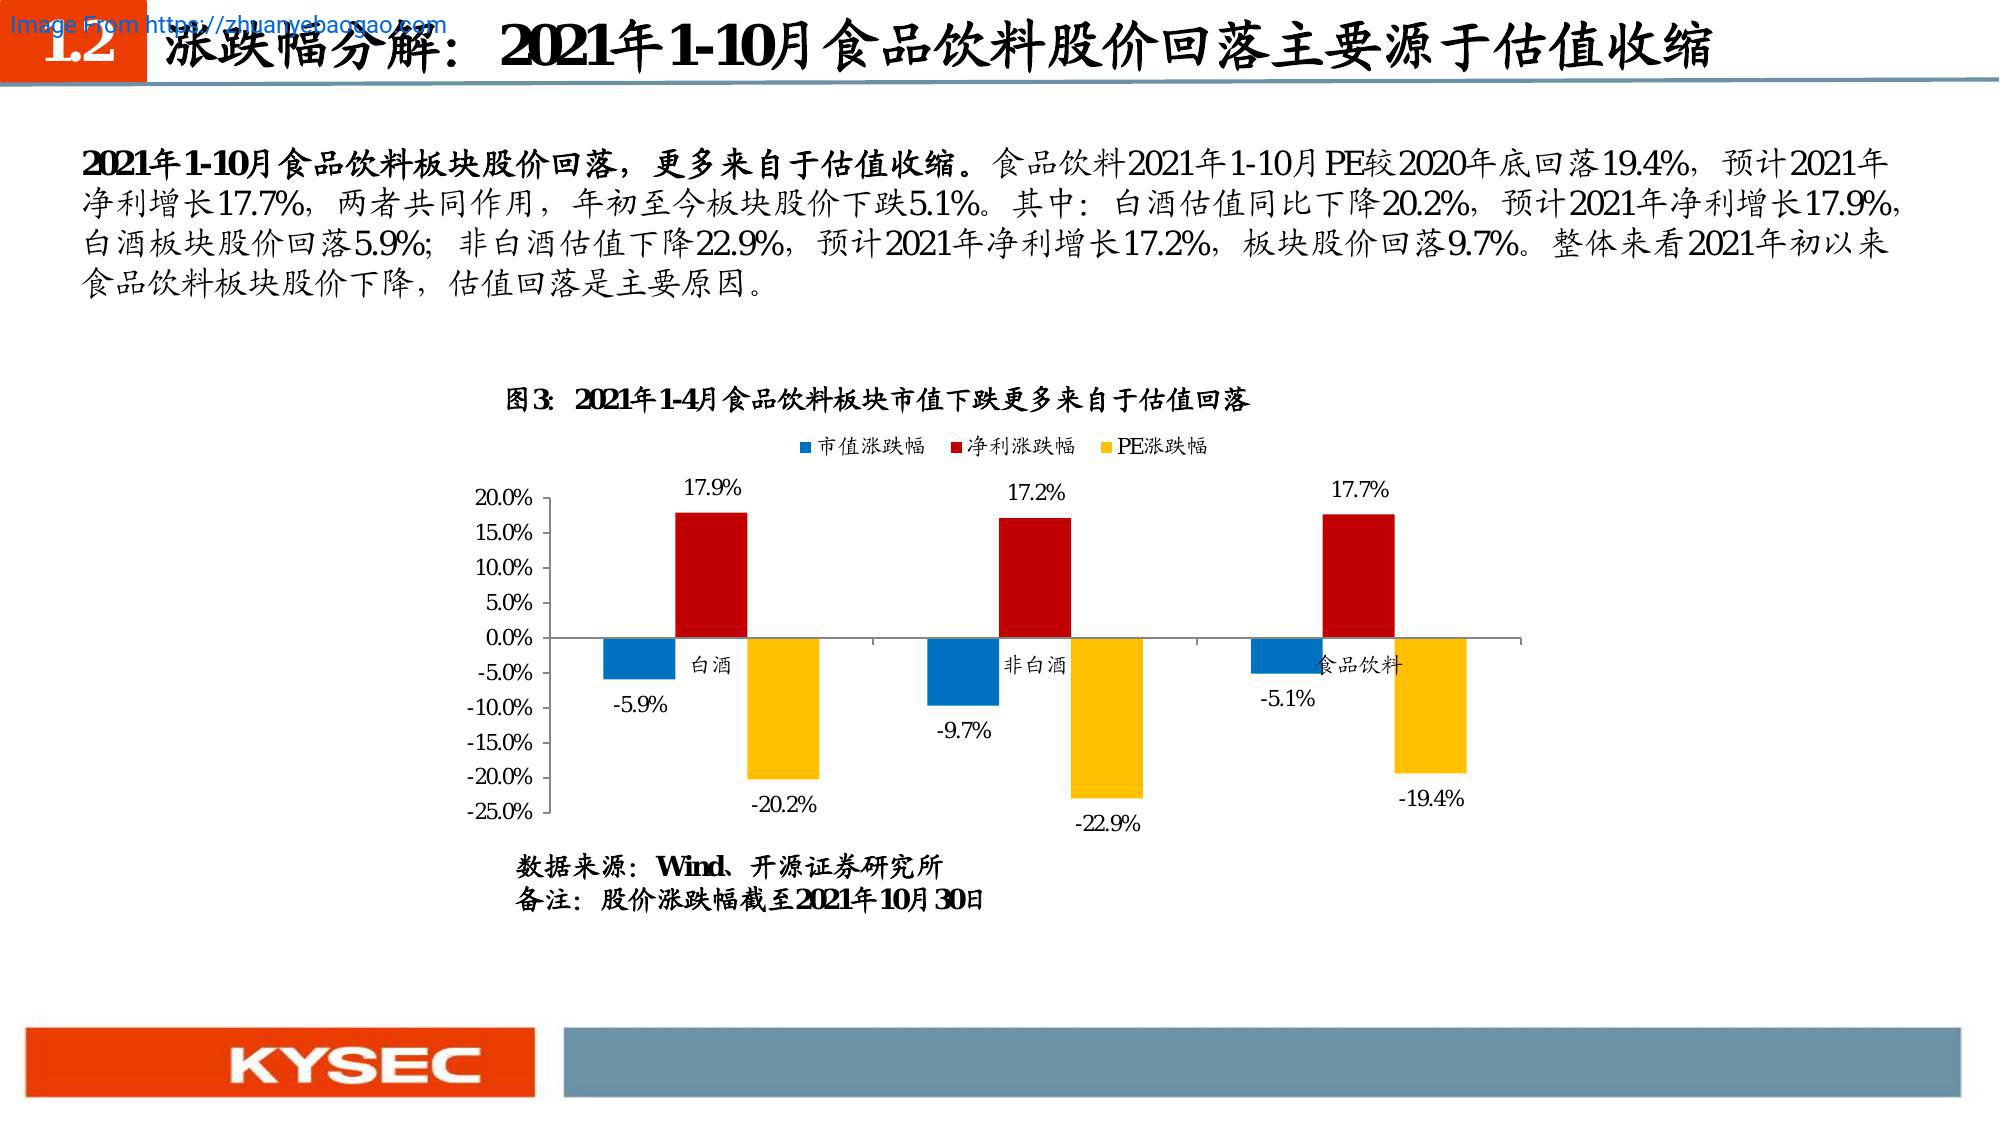 Image From https://zhuanyebaogao.com
1.2 涨跌幅分解：2021年1-10月食品饮料股价回落主要源于估值收缩
2021年1-10月食品饮料板块股价回落，更多来自于估值收缩。食品饮料2021年1-10月PE较2020年底回落19.4%，预计2021年
净利增长17.7%，两者共同作用，年初至今板块股价下跌5.1%。其中：白酒估值同比下降20.2%，预计2021年净利增长17.9%，
白酒板块股价回落5.9%；非白酒估值下降22.9%，预计2021年净利增长17.2%，板块股价回落9.7%。整体来看2021年初以来
食品饮料板块股价下降，估值回落是主要原因。
图3：2021年1-4月食品饮料板块市值下跌更多来自于估值回落
市值涨跌幅 净利涨跌幅 PE涨跌幅
17.9% 17.2% 17.7%
20.0%
15.0%
10.0%
5.0%
0.0%
-5.0%
-10.0%
-15.0%
-20.0%
-25.0%
白酒 非白酒 食品饮料
-5.9% -9.7% -5.1%
-20.2% -22.9% -19.4%
数据来源：Wind、开源证券研究所
备注：股价涨跌幅截至2021年10月30日
KYSEC